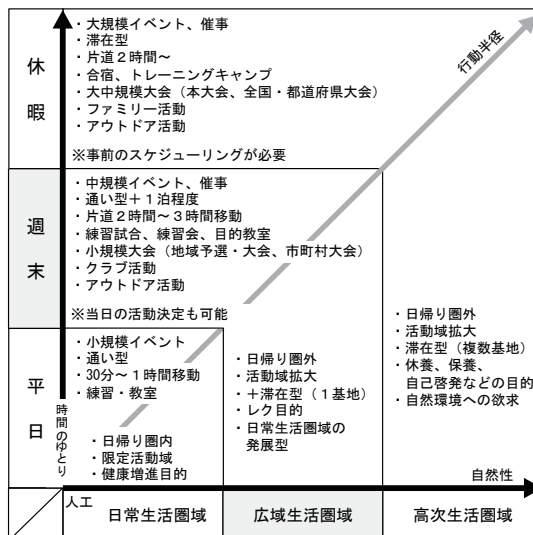 休暇
・大規模イベント、催事
・滞在型
・片道２時間～
・合宿、トレーニングキャンプ
・大中規模大会（本大会、全国・都道府県大会）
・ファミリー活動
・アウトドア活動
※事前のスケジューリングが必要
行動半径
週末
・中規模イベント、催事
・通い型＋１泊程度
・片道２時間～３時間移動
・練習試合、練習会、目的教室
・小規模大会（地域予選・大会、市町村大会）
・クラブ活動
・アウトドア活動
※当日の活動決定も可能
平日
時間のゆとり
・小規模イベント
・通い型
・30分～１時間移動
・練習・教室
・日帰り圏内
・限定活動域
・健康増進目的
・日帰り圏外
・活動域拡大
・＋滞在型（１基地）
・レク目的
・日常生活圏域の
発展型
・日帰り圏外
・活動域拡大
・滞在型（複数基地）
・休養、保養、
自己啓発などの目的
・自然環境への欲求
人工
自然性
日常生活圏域
広域生活圏域
高次生活圏域